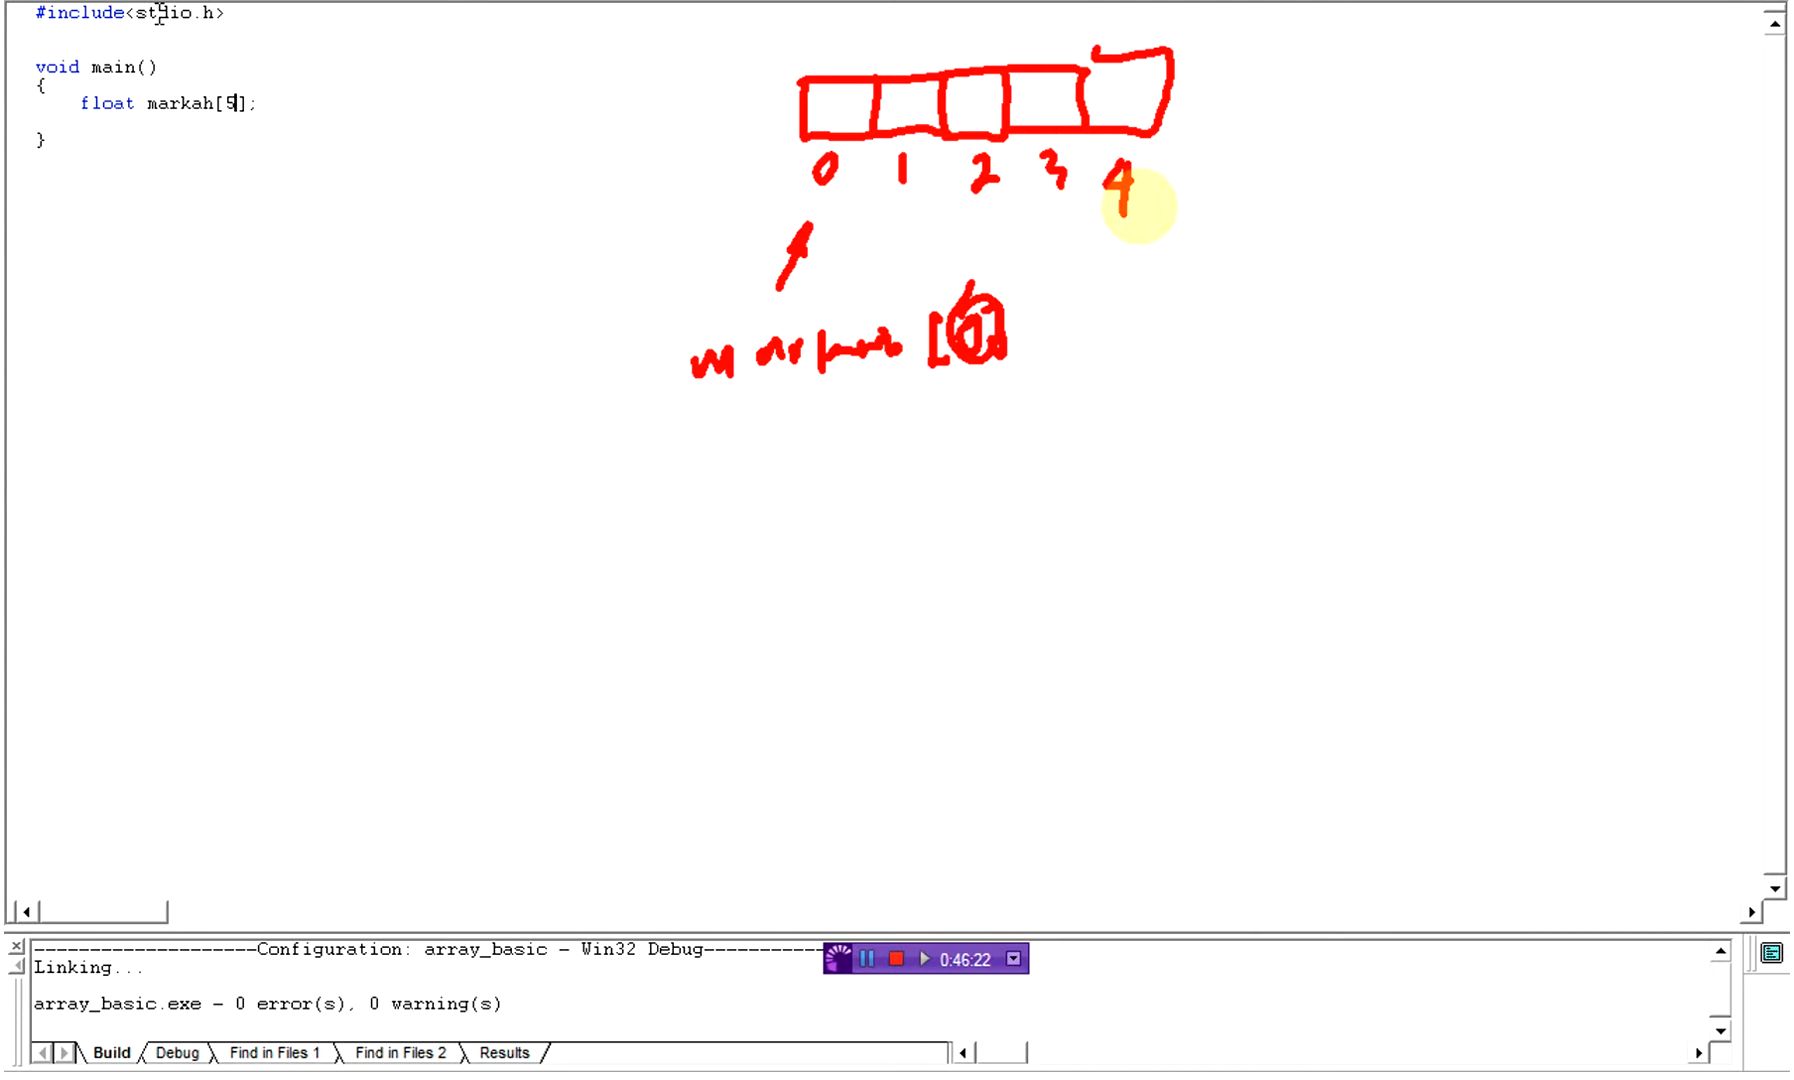 #include<stdio.h>
void main()
{
float markah[5];
}
0 1 2 3 4
[0]
--------------------Configuration: array_basic - Win32 Debug-----------
Linking...
array_basic.exe - 0 error(s), 0 warning(s)
0:46:22
Build Debug Find in Files 1 Find in Files 2 Results